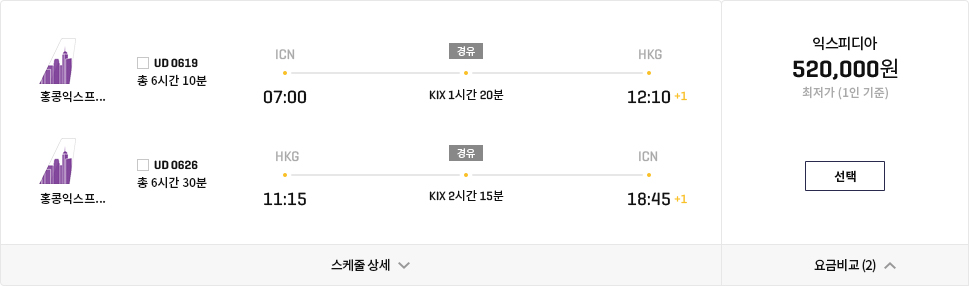 홍콩익스프...
UD 0619
총 6시간 10분
ICN
경유
HKG
07:00
KIX 1시간 20분
12:10 +1
홍콩익스프...
UD 0626
총 6시간 30분
HKG
경유
ICN
11:15
KIX 2시간 15분
18:45 +1
익스피디아
520,000원
최저가 (1인 기준)
선택
스케줄 상세
요금비교 (2)